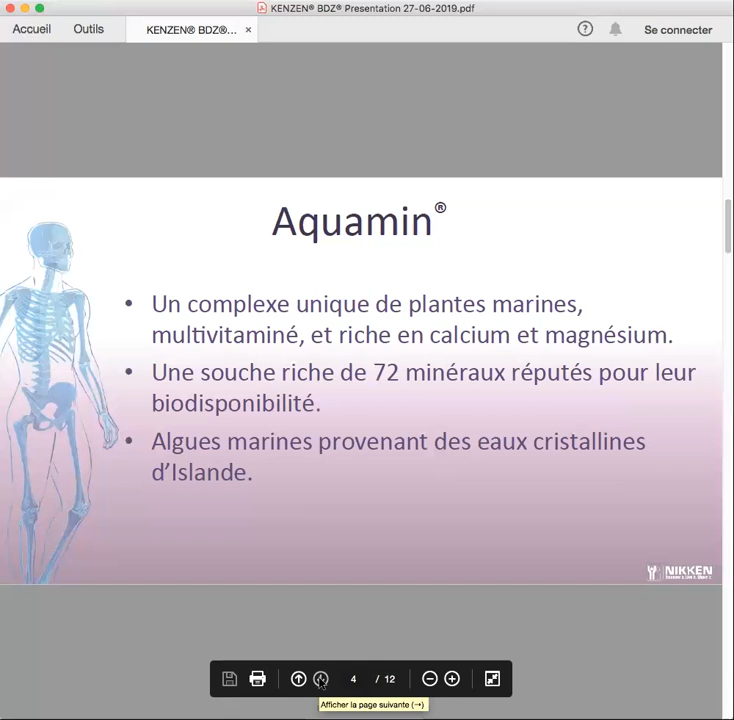 KENZEN® BDZ® Presentation 27-06-2019.pdf
Accueil Outils KENZEN® BDZ®... × ? Se connecter
Aquamin®
• Un complexe unique de plantes marines,
multivitaminé, et riche en calcium et magnésium.
• Une souche riche de 72 minéraux réputés pour leur
biodisponibilité.
• Algues marines provenant des eaux cristallines
d’Islande.
NIKKEN
4 / 12
Afficher la page suivante (→)